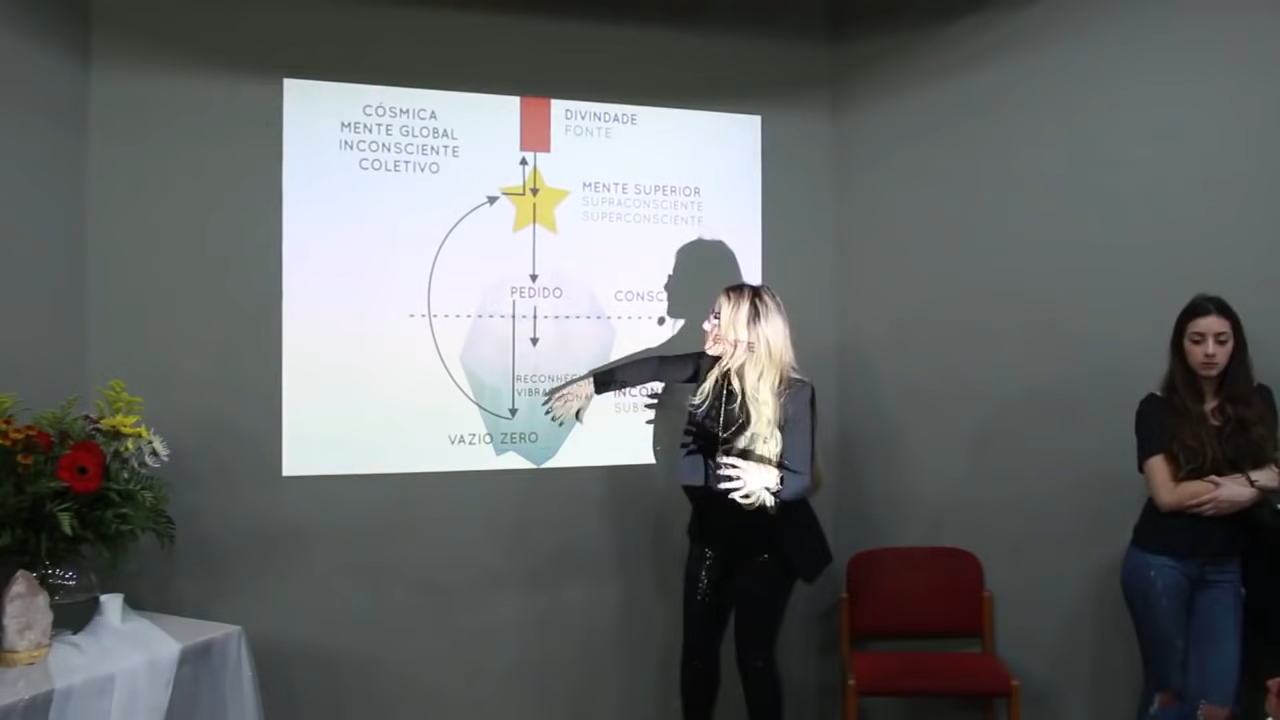 CÓSMICA
MENTE GLOBAL
INCONSCIENTE
COLETIVO
DIVINDADE
FONTE
MENTE SUPERIOR
SUPRACONSCIENTE
SUPERCONSCIENTE
PEDIDO
VAZIO ZERO